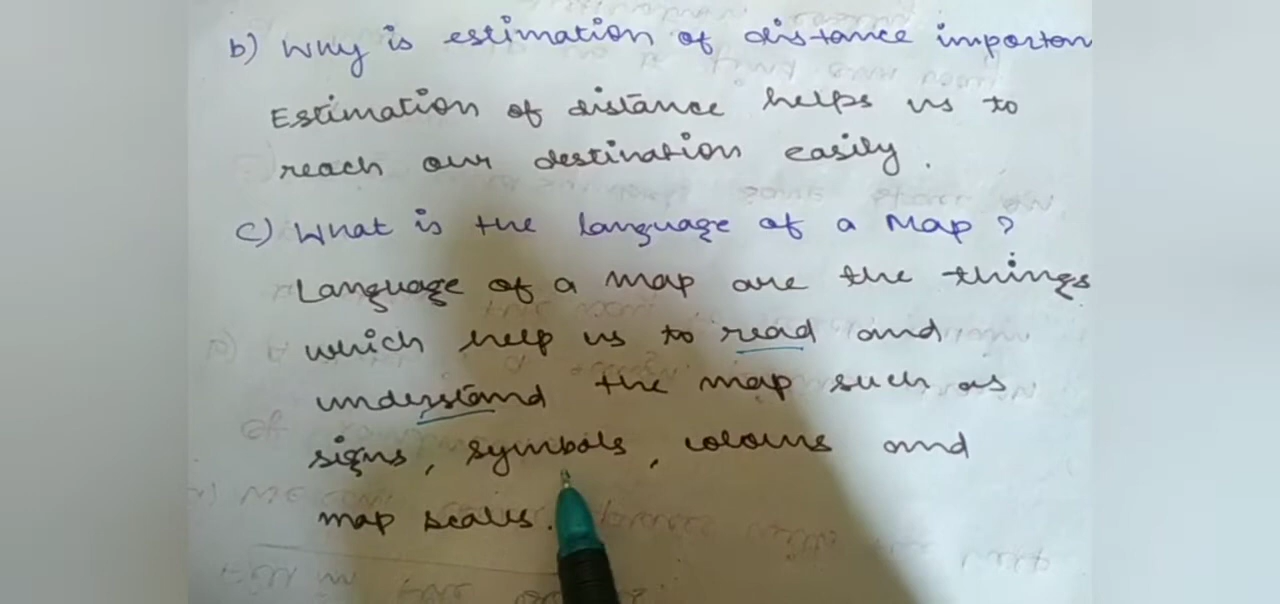 b) Why is estimation of distance importan
Estimation of distance helps us to
reach our destination easily.
c) What is the language of a Map?
Language of a map are the things
which help us to read and
understand the map such as
signs, symbols, colours and
map scales.